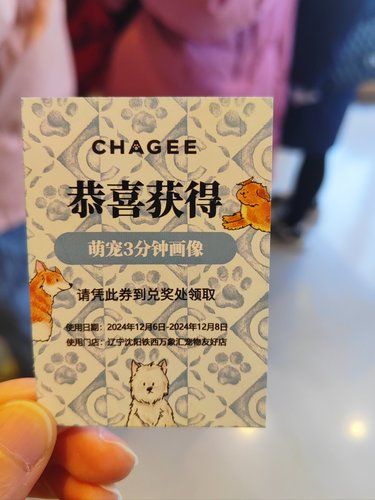 CHAGEE
恭喜获得
萌宠3分钟画像
请凭此券到兑奖处领取
使用日期：2024年12月6日-2024年12月8日
使用门店：辽宁沈阳铁西万象汇宠物友好店